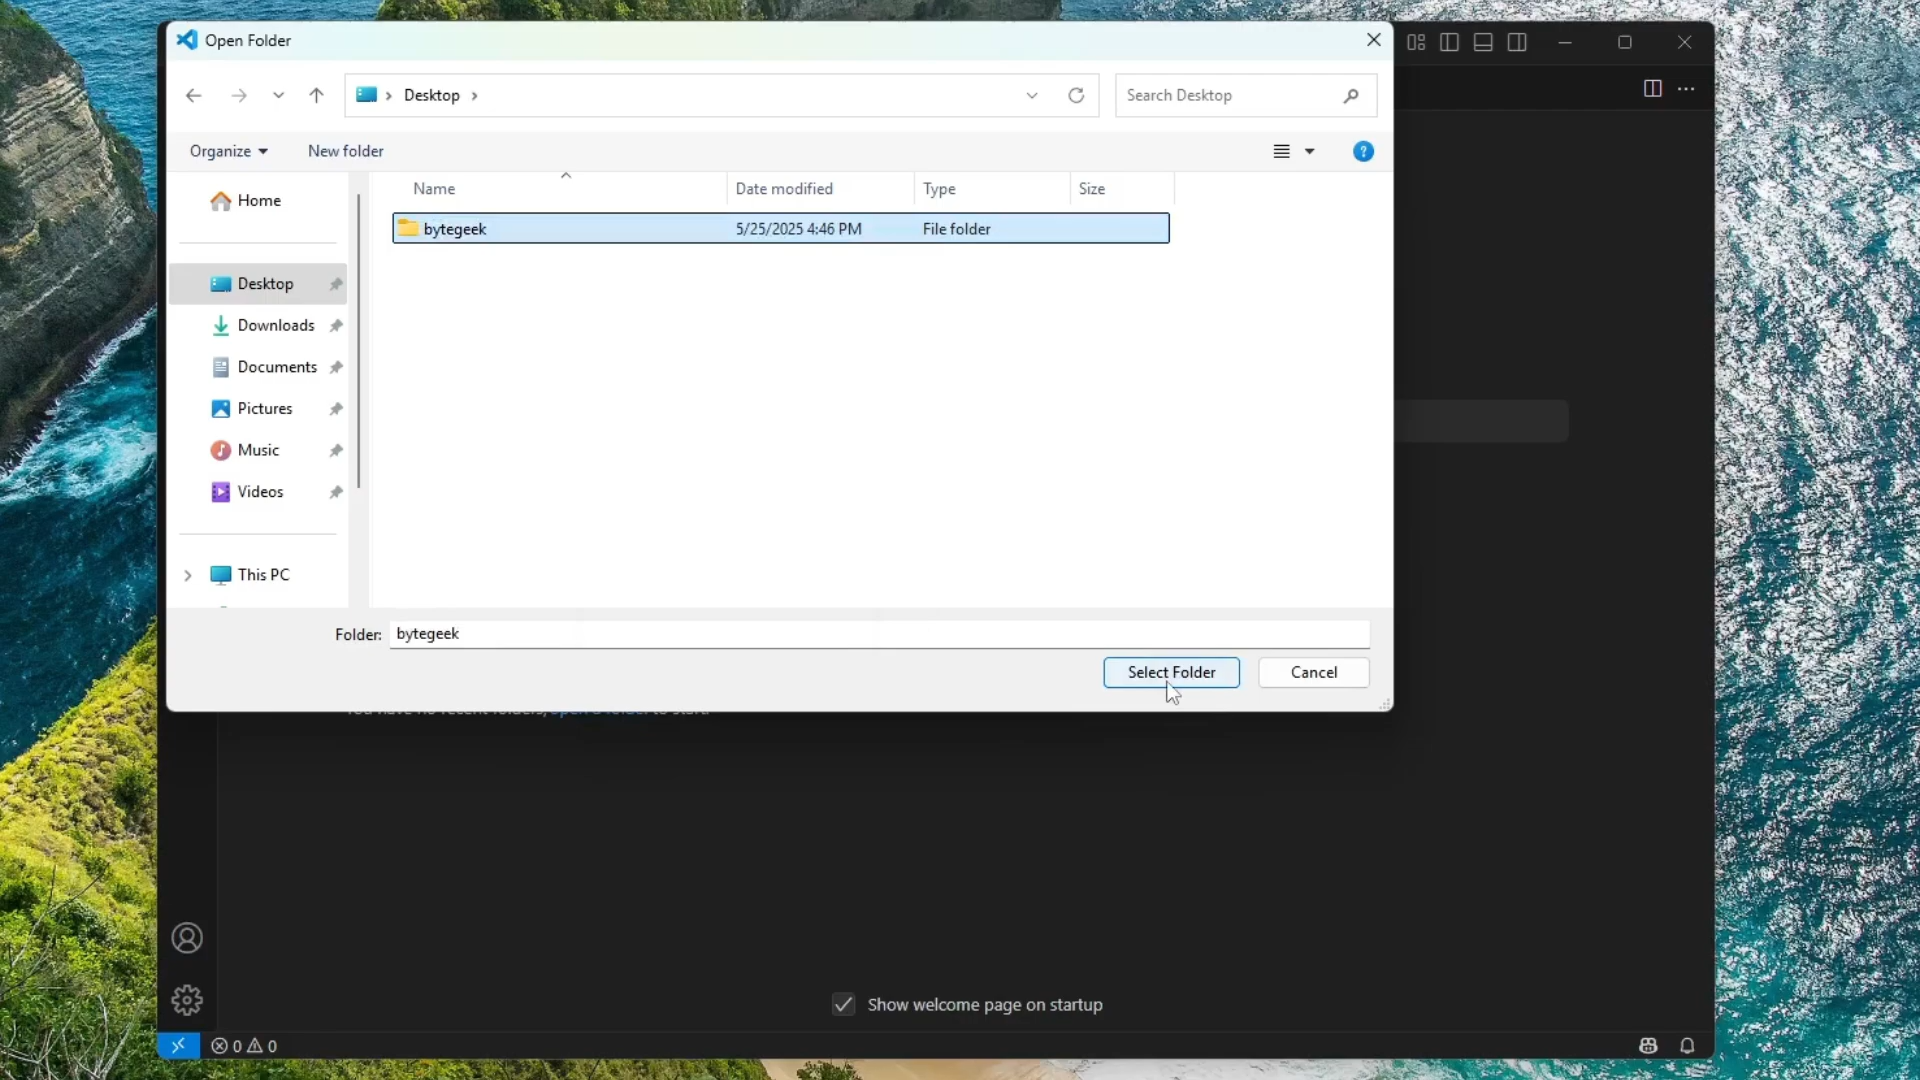 Open Folder
Desktop
Search Desktop
Organize
New folder
Name
Date modified
Type
Size
Home
bytegeek
5/25/2025 4:46 PM
File folder
Desktop
Downloads
Documents
Pictures
Music
Videos
This PC
Folder:
bytegeek
Select Folder
Cancel
Show welcome page on startup
0
0